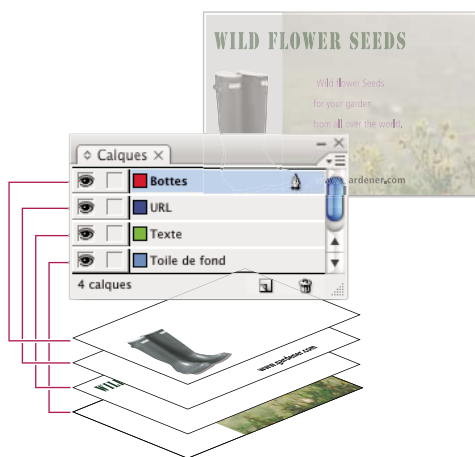 WILD FLOWER SEEDS
Wild flower Seeds
for your garden
from all over the world.
Calques
Bottes
URL
Texte
Toile de fond
4 calques
www.gardener.com